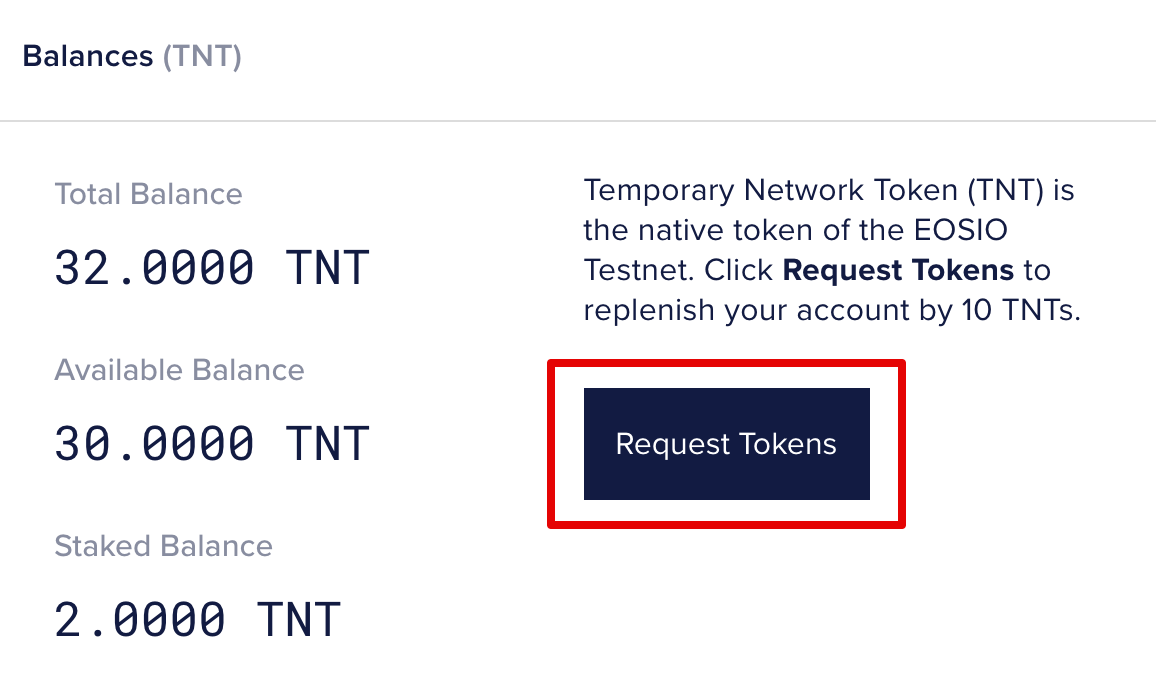 Balances (TNT)
Total Balance
32.0000 TNT
Available Balance
30.0000 TNT
Staked Balance
2.0000 TNT
Temporary Network Token (TNT) is
the native token of the EOSIO
Testnet. Click Request Tokens to
replenish your account by 10 TNTs.
Request Tokens